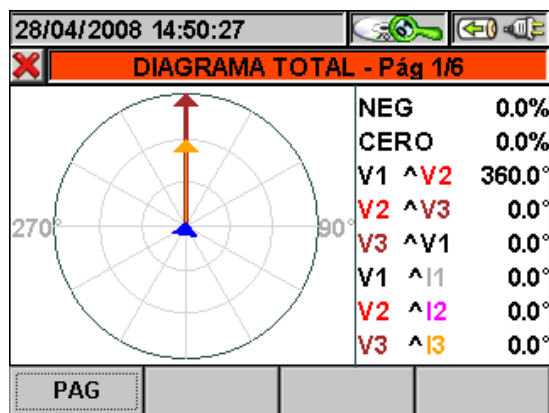 28/04/2008 14:50:27
DIAGRAMA TOTAL - Pág 1/6
NEG 0.0%
CERO 0.0%
V1 ^V2 360.0°
V2 ^V3 0.0°
V3 ^V1 0.0°
V1 ^I1 0.0°
V2 ^I2 0.0°
V3 ^I3 0.0°
270°
90°
PAG